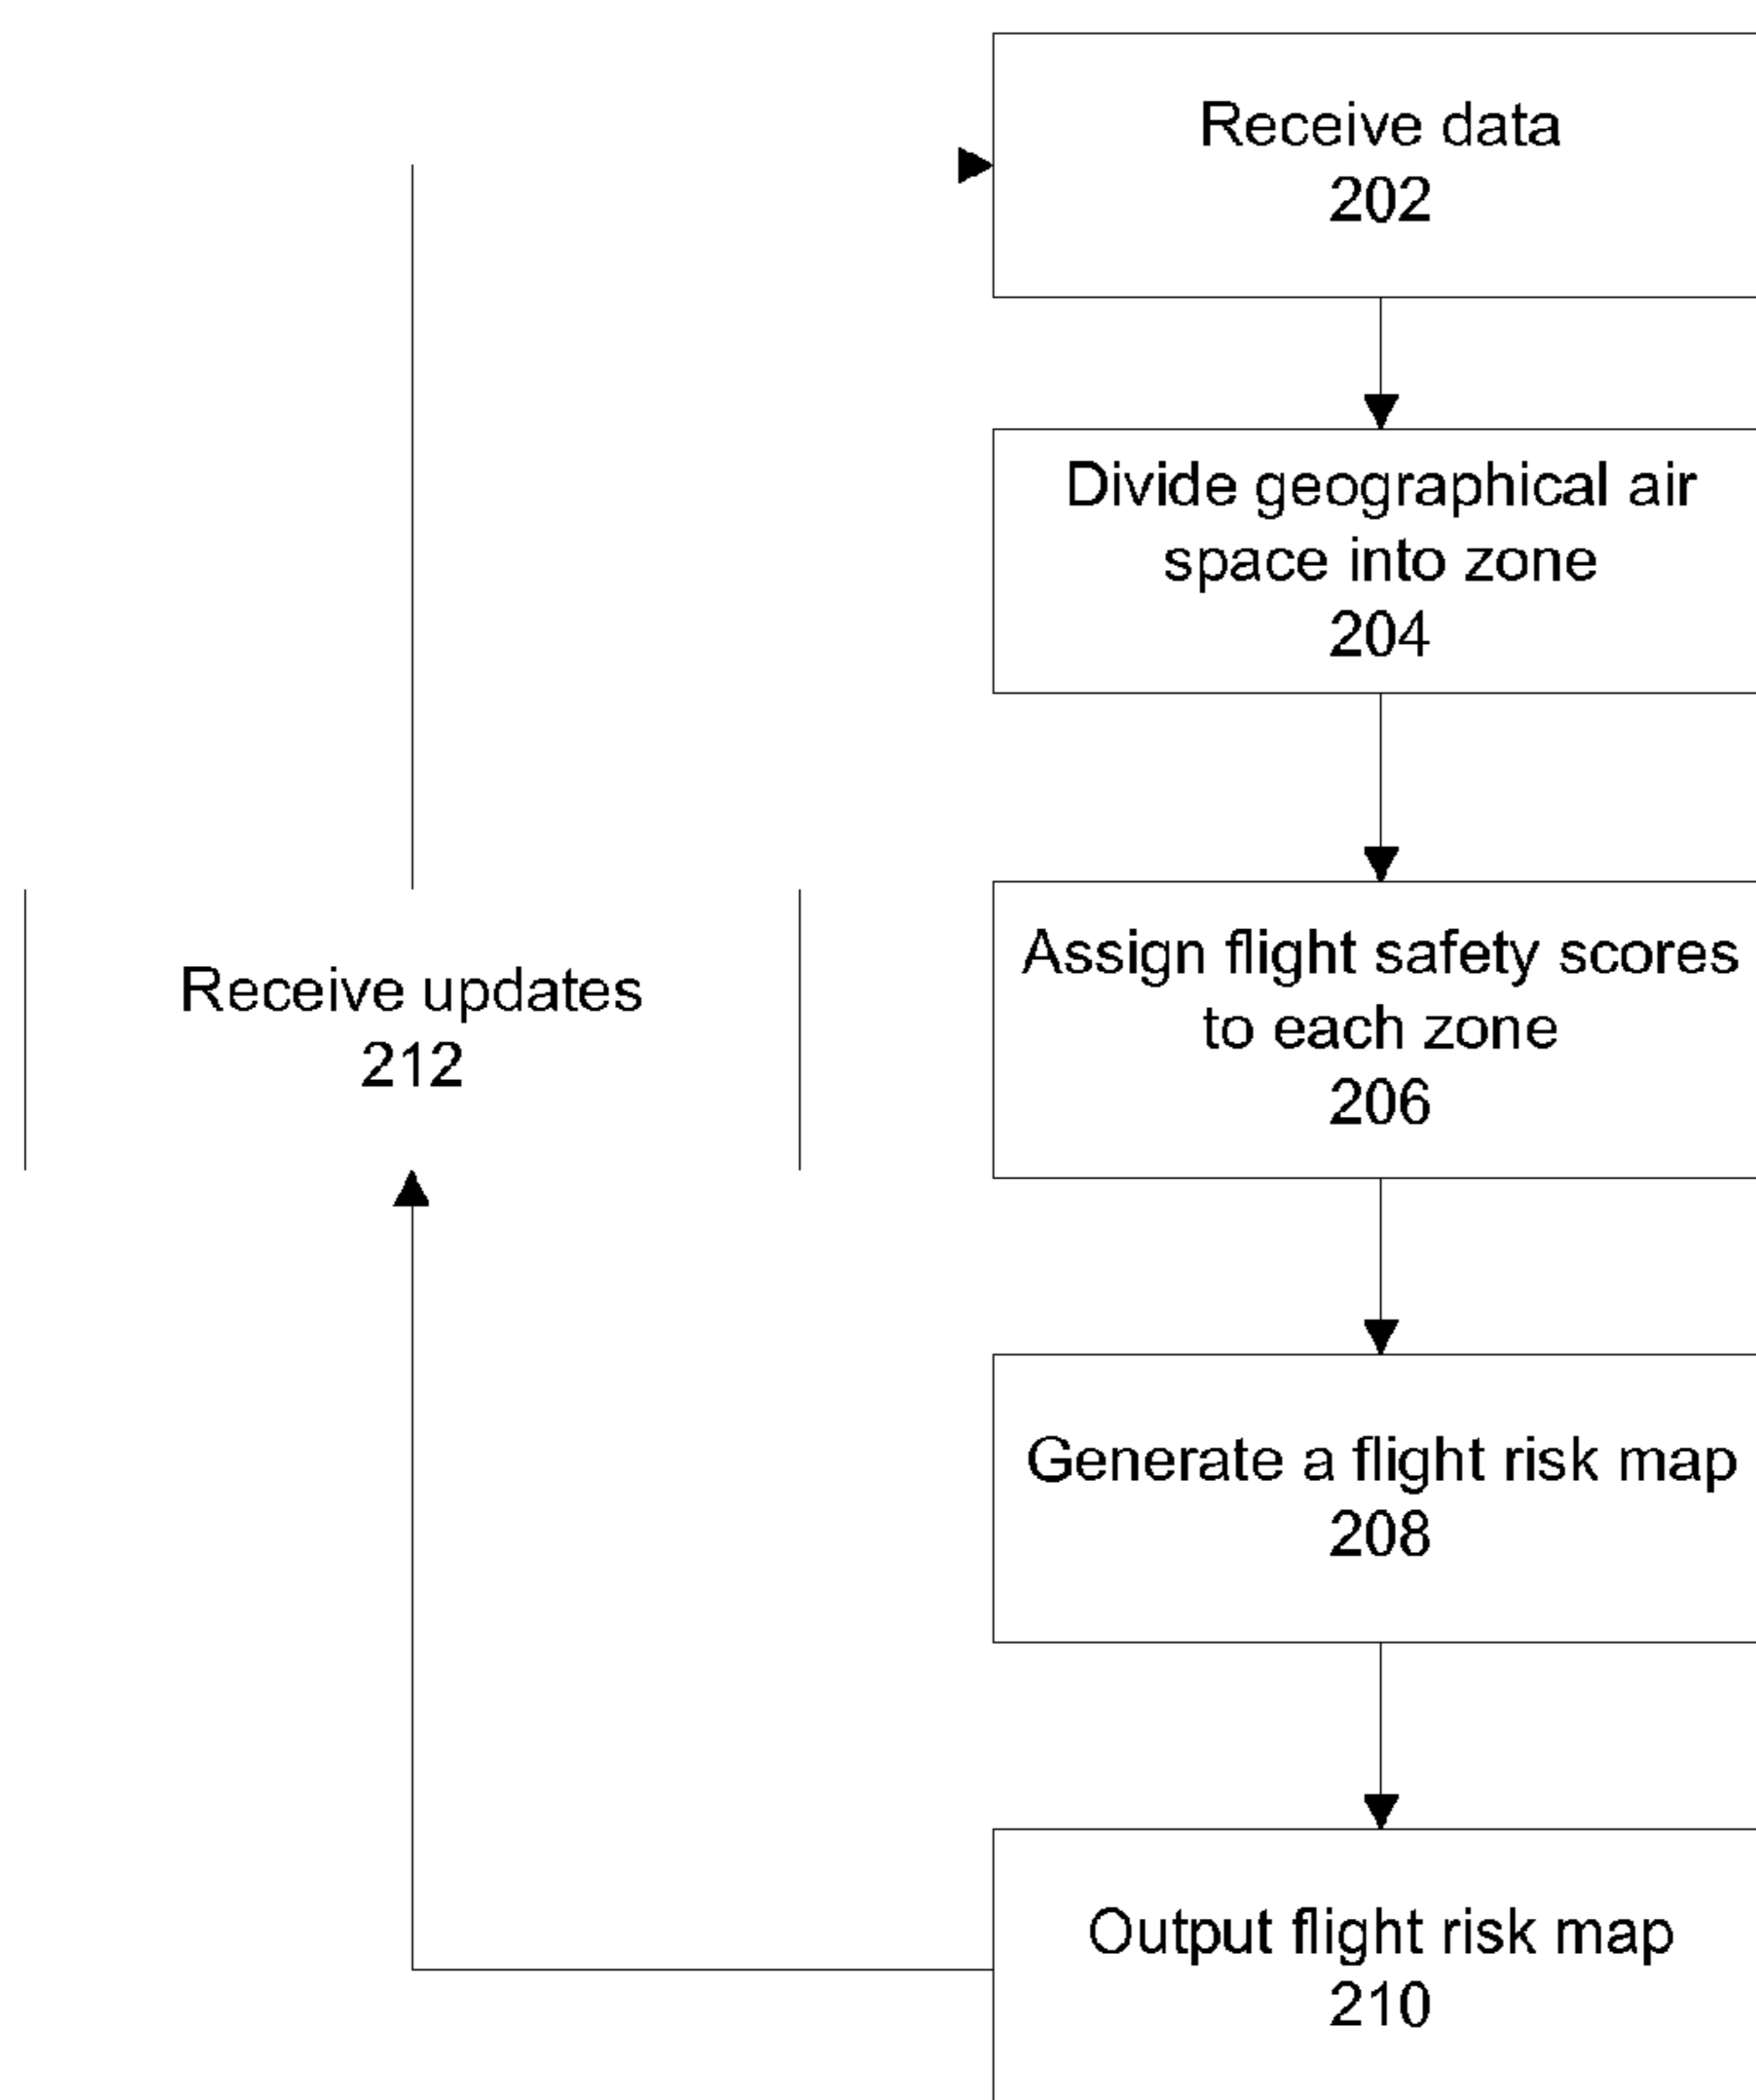 Receive data
202
Divide geographical air
space into zone
204
Assign flight safety scores
to each zone
206
Generate a flight risk map
208
Output flight risk map
210
Receive updates
212